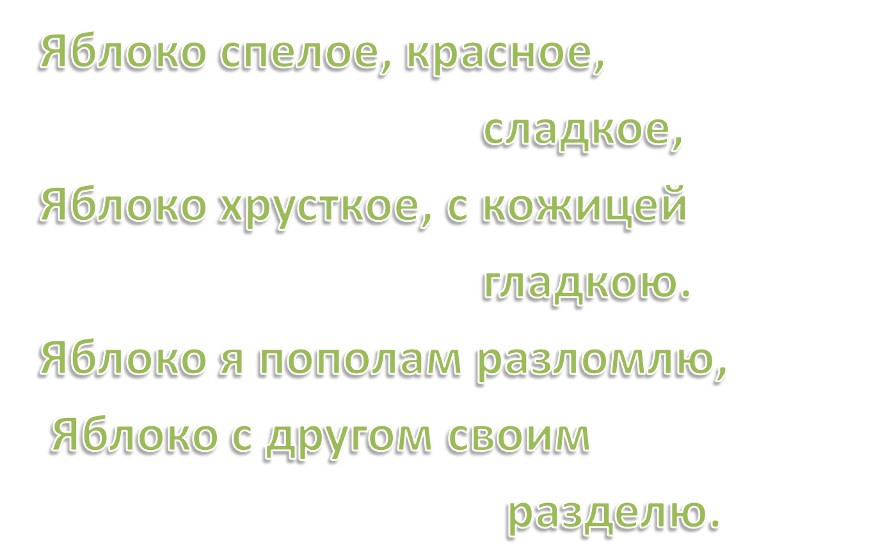 Яблоко спелое, красное,
сладкое,
Яблоко хрусткое, с кожицей
гладкою.
Яблоко я пополам разломлю,
Яблоко с другом своим
разделю.